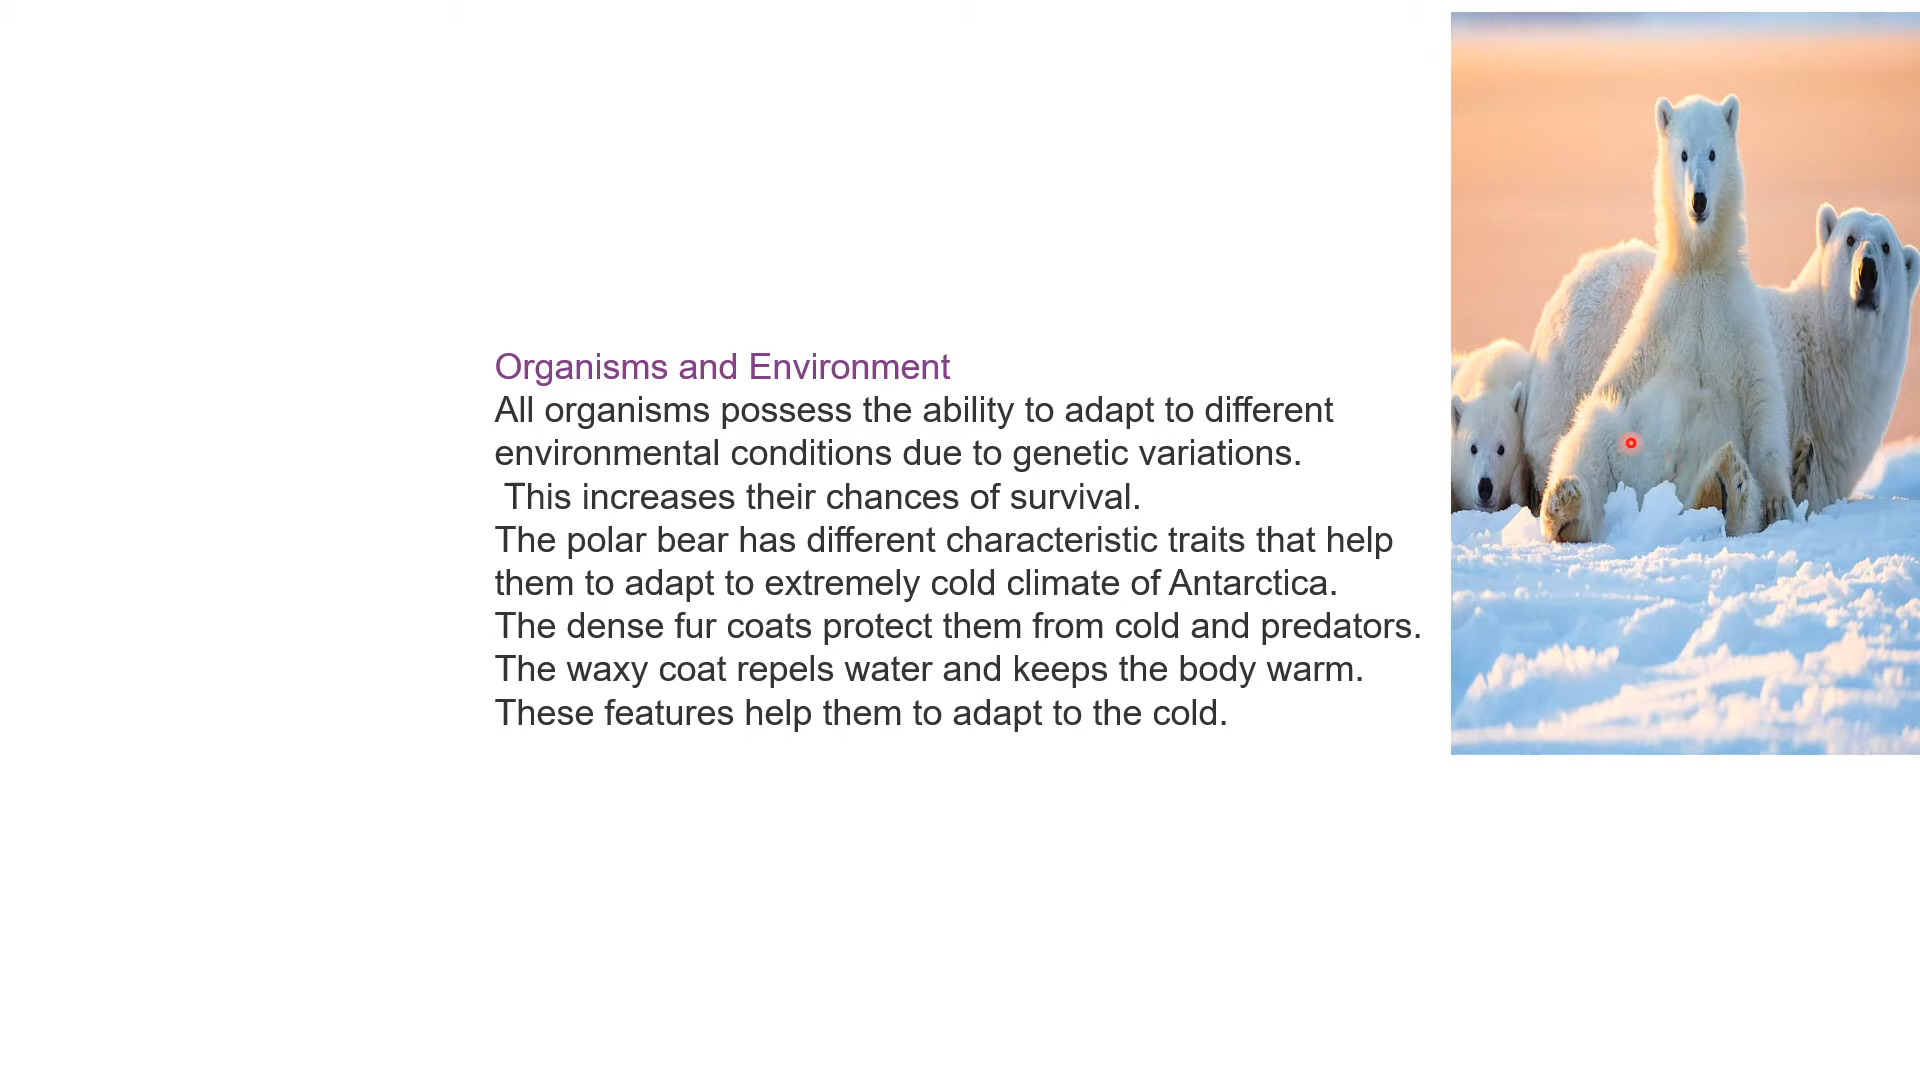 Organisms and Environment
All organisms possess the ability to adapt to different
environmental conditions due to genetic variations.
This increases their chances of survival.
The polar bear has different characteristic traits that help
them to adapt to extremely cold climate of Antarctica.
The dense fur coats protect them from cold and predators.
The waxy coat repels water and keeps the body warm.
These features help them to adapt to the cold.